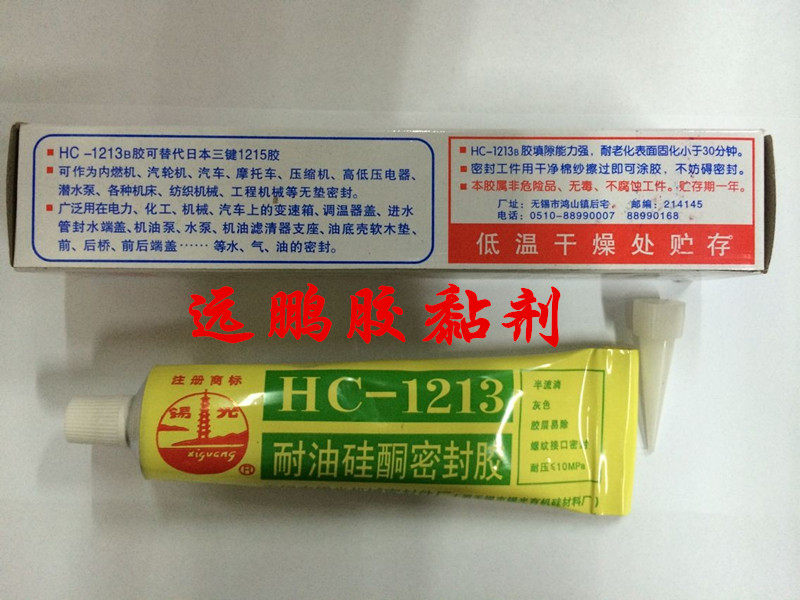 HC-1213B胶可替代日本三键1215胶
可作为内燃机、汽轮机、汽车、摩托车、压缩机、高低压电器、
潜水泵、各种机床、纺织机械、工程机械等无垫密封。
广泛用在电力、化工、机械、汽车上的变速箱、调温器盖、进水
管封水端盖、机油泵、水泵、机油滤清器支座、油底壳软木垫、
前、后桥、前后端盖……等水、气、油的密封。
HC-1213B胶填隙能力强，耐老化表面固化小于30分钟。
密封工件用干净棉纱擦过即可涂胶，不妨碍密封。
本胶属非危险品、无毒、不腐蚀工件。贮存期一年。
厂址：无锡市鸿山镇后宅. 邮编：214145
电话：0510-88990007 88990168
低温干燥处贮存
远鹏胶黏剂
注册商标
锡光
xiguang
®
HC-1213
耐油硅酮密封胶
半流淌
灰色
胶层易除
螺纹接口密封
耐压≤10MPa
有机硅材料厂）